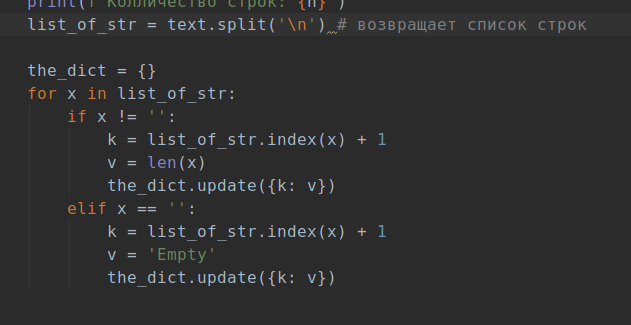 print(f'Колличество строк: {n}')
list_of_str = text.split('\n') # возвращает список строк
the_dict = {}
for x in list_of_str:
if x != '':
k = list_of_str.index(x) + 1
v = len(x)
the_dict.update({k: v})
elif x == '':
k = list_of_str.index(x) + 1
v = 'Empty'
the_dict.update({k: v})